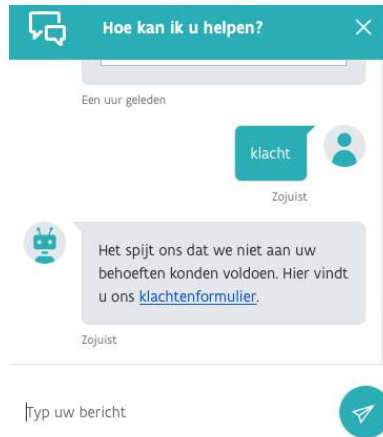 Hoe kan ik u helpen?
Een uur geleden
klacht
Zojuist
Het spijt ons dat we niet aan uw
behoeften konden voldoen. Hier vindt
u ons klachtenformulier.
Zojuist
Typ uw bericht